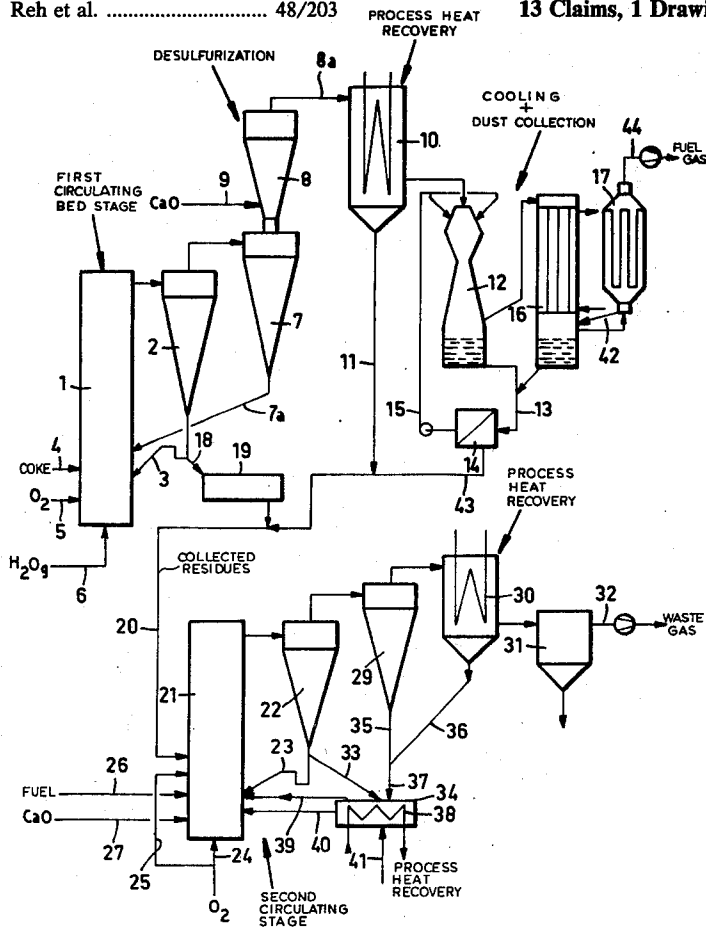 Reh et al. ............................ 48/203
13 Claims, 1 Drawi
PROCESS HEAT
RECOVERY
DESULFURIZATION
8a
COOLING
+
DUST COLLECTION
44
FUEL
GAS
17
10
8
9
CaO
FIRST
CIRCULATING
BED STAGE
12
16
7
2
42
1
11
7a
15
13
4
18
14
COKE
3
19
43
O2
5
PROCESS
HEAT
RECOVERY
H2Og
6
COLLECTED
RESIDUES
30
32
WASTE
GAS
20
29
31
21
22
35
36
23
33
26
37
34
FUEL
38
CaO
27
39
40
24
25
41
PROCESS
HEAT
RECOVERY
O2
SECOND
CIRCULATING
STAGE